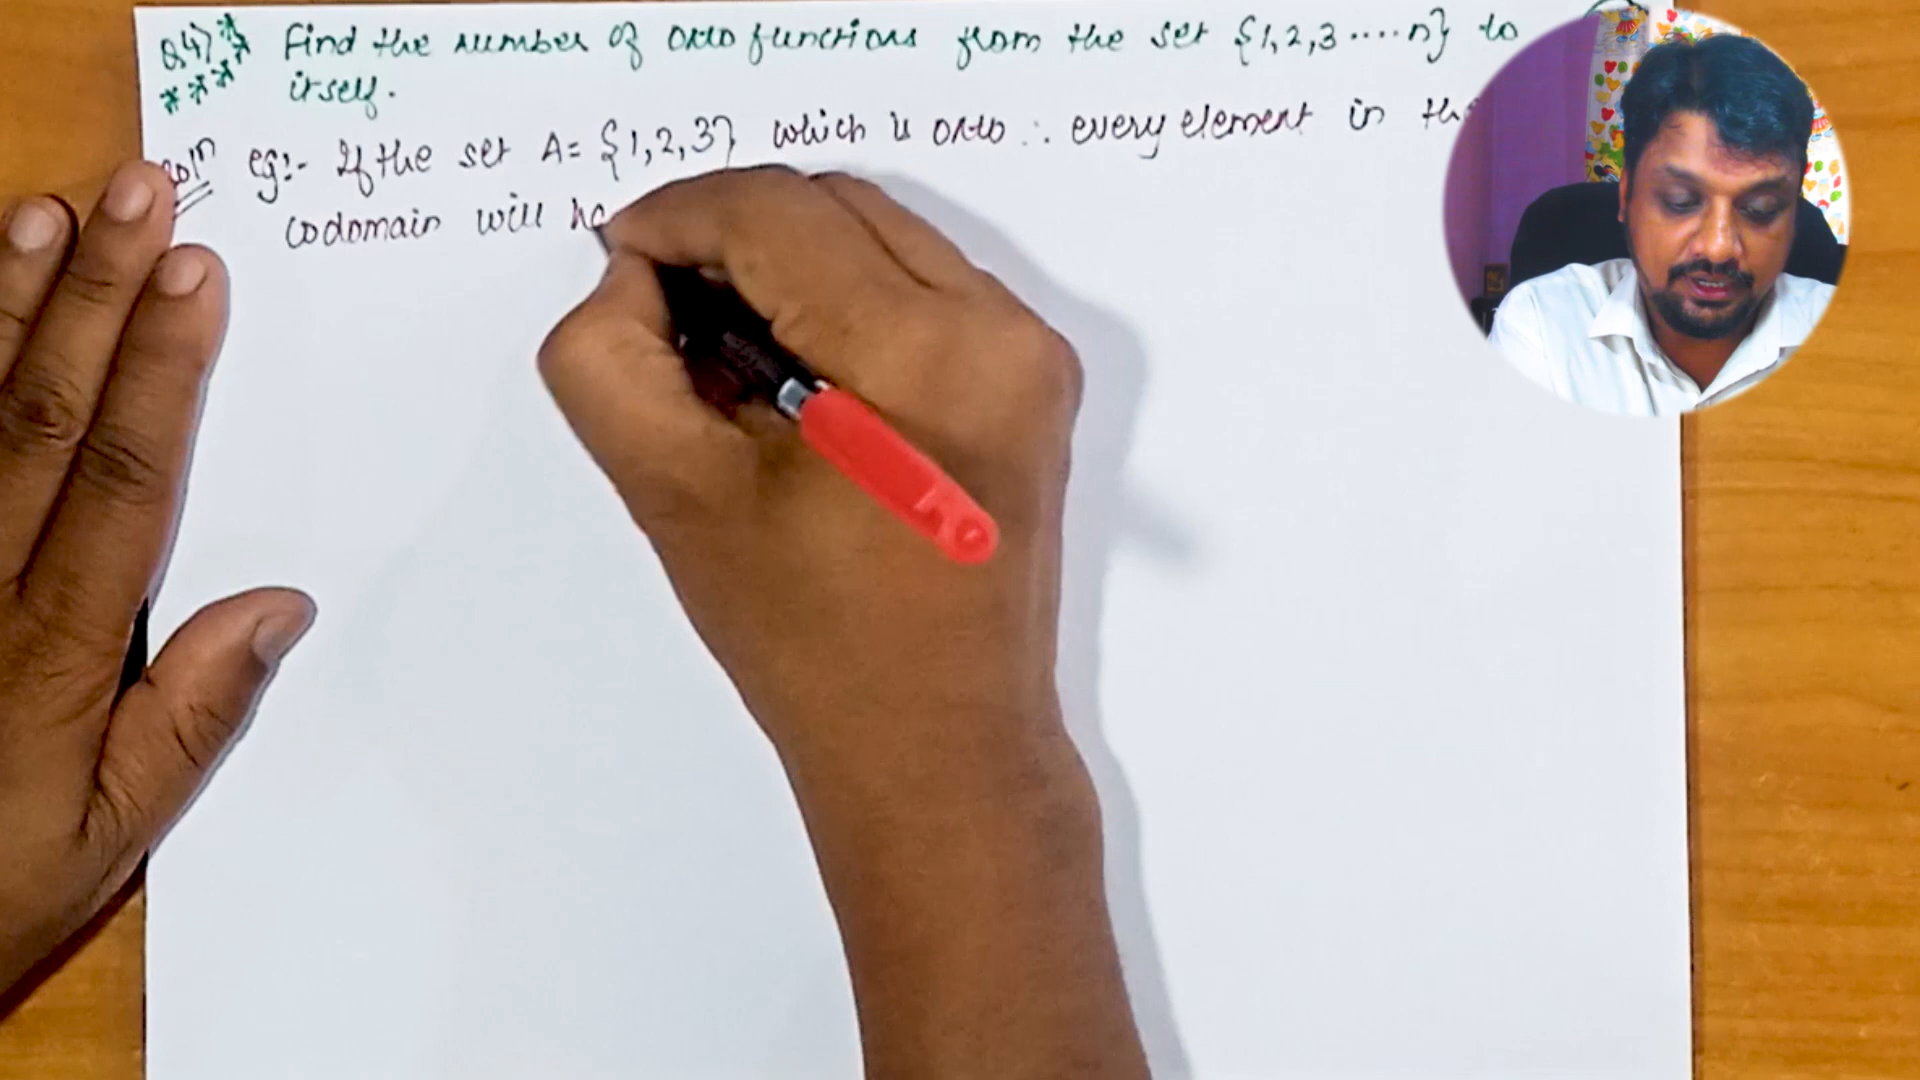 Q4) Find the number of onto functions from the set {1,2,3.....n} to
itself.
Soln eg:- If the set A= {1,2,3} which is onto ∴ every element in the
codomain will ha